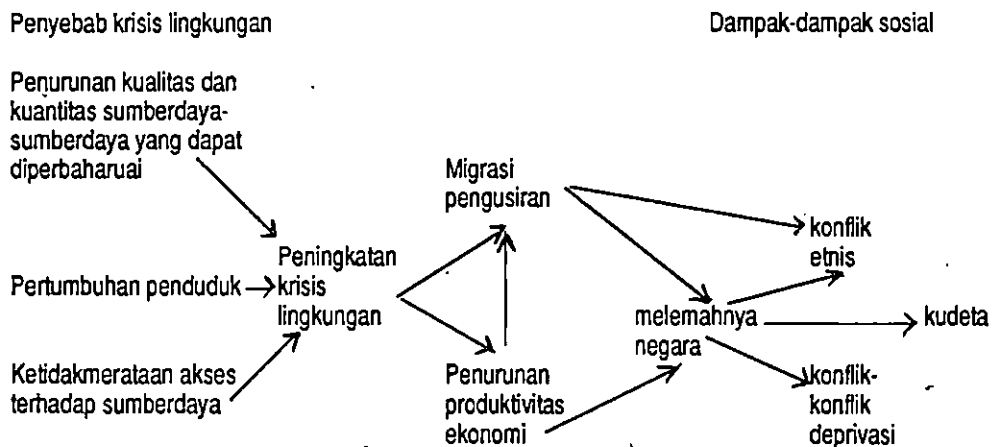 Penyebab krisis lingkungan
Dampak-dampak sosial
Penurunan kualitas dan
kuantitas sumberdaya-
sumberdaya yang dapat
diperbaharuai
Migrasi
pengusiran
konflik
etnis
Peningkatan
krisis
lingkungan
Pertumbuhan penduduk
melemahnya
negara
kudeta
Ketidakmerataan akses
terhadap sumberdaya
Penurunan
produktivitas
ekonomi
konflik-
konflik
deprivasi